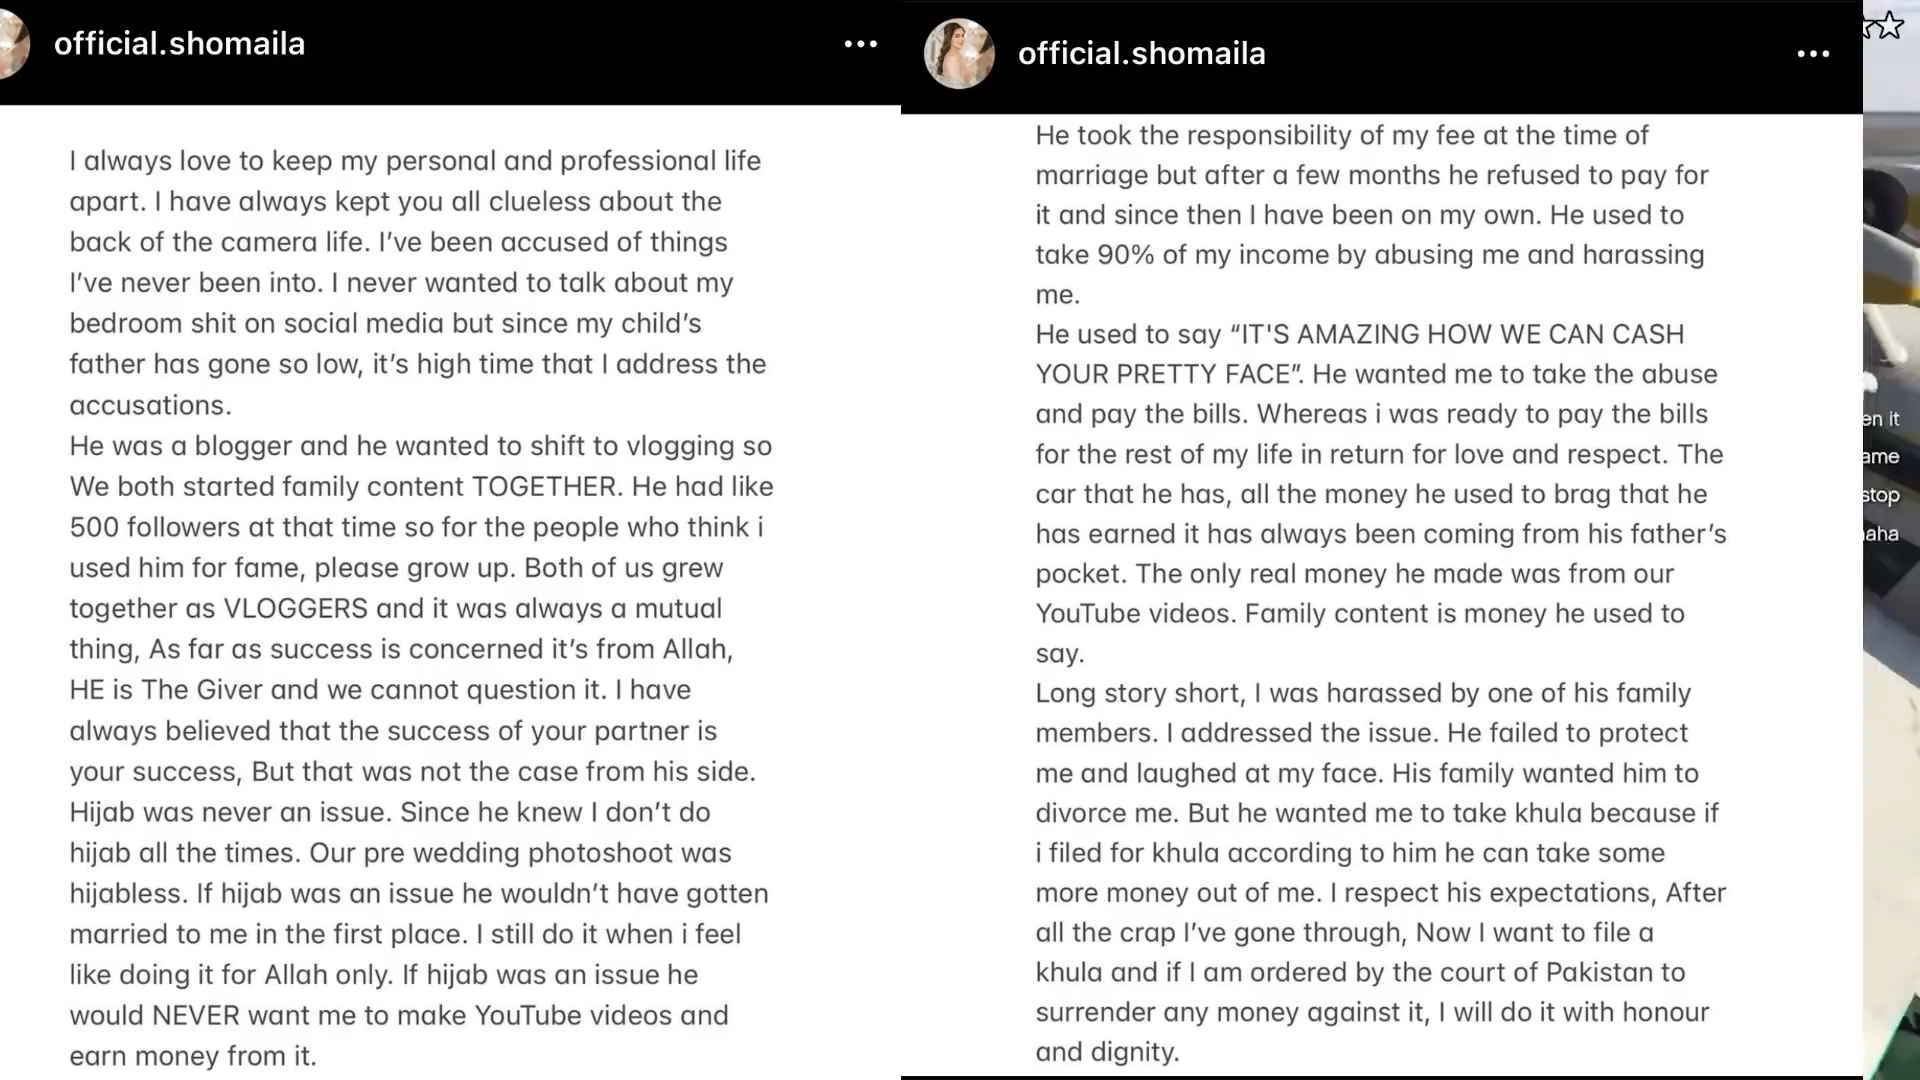 official.shomaila
I always love to keep my personal and professional life
apart. I have always kept you all clueless about the
back of the camera life. I've been accused of things
I've never been into. I never wanted to talk about my
bedroom shit on social media but since my child's
father has gone so low, it's high time that I address the
accusations.
He was a blogger and he wanted to shift to vlogging so
We both started family content TOGETHER. He had like
500 followers at that time so for the people who think i
used him for fame, please grow up. Both of us grew
together as VLOGGERS and it was always a mutual
thing, As far as success is concerned it's from Allah,
HE is The Giver and we cannot question it. I have
always believed that the success of your partner is
your success, But that was not the case from his side.
Hijab was never an issue. Since he knew I don't do
hijab all the times. Our pre wedding photoshoot was
hijabless. If hijab was an issue he wouldn't have gotten
married to me in the first place. I still do it when i feel
like doing it for Allah only. If hijab was an issue he
would NEVER want me to make YouTube videos and
earn money from it.
official.shomaila
He took the responsibility of my fee at the time of
marriage but after a few months he refused to pay for
it and since then I have been on my own. He used to
take 90% of my income by abusing me and harassing
me.
He used to say “IT'S AMAZING HOW WE CAN CASH
YOUR PRETTY FACE”. He wanted me to take the abuse
and pay the bills. Whereas i was ready to pay the bills
for the rest of my life in return for love and respect. The
car that he has, all the money he used to brag that he
has earned it has always been coming from his father's
pocket. The only real money he made was from our
YouTube videos. Family content is money he used to
say.
Long story short, I was harassed by one of his family
members. I addressed the issue. He failed to protect
me and laughed at my face. His family wanted him to
divorce me. But he wanted me to take khula because if
i filed for khula according to him he can take some
more money out of me. I respect his expectations, After
all the crap I've gone through, Now I want to file a
khula and if I am ordered by the court of Pakistan to
surrender any money against it, I will do it with honour
and dignity.
en it
ame
stop
aha